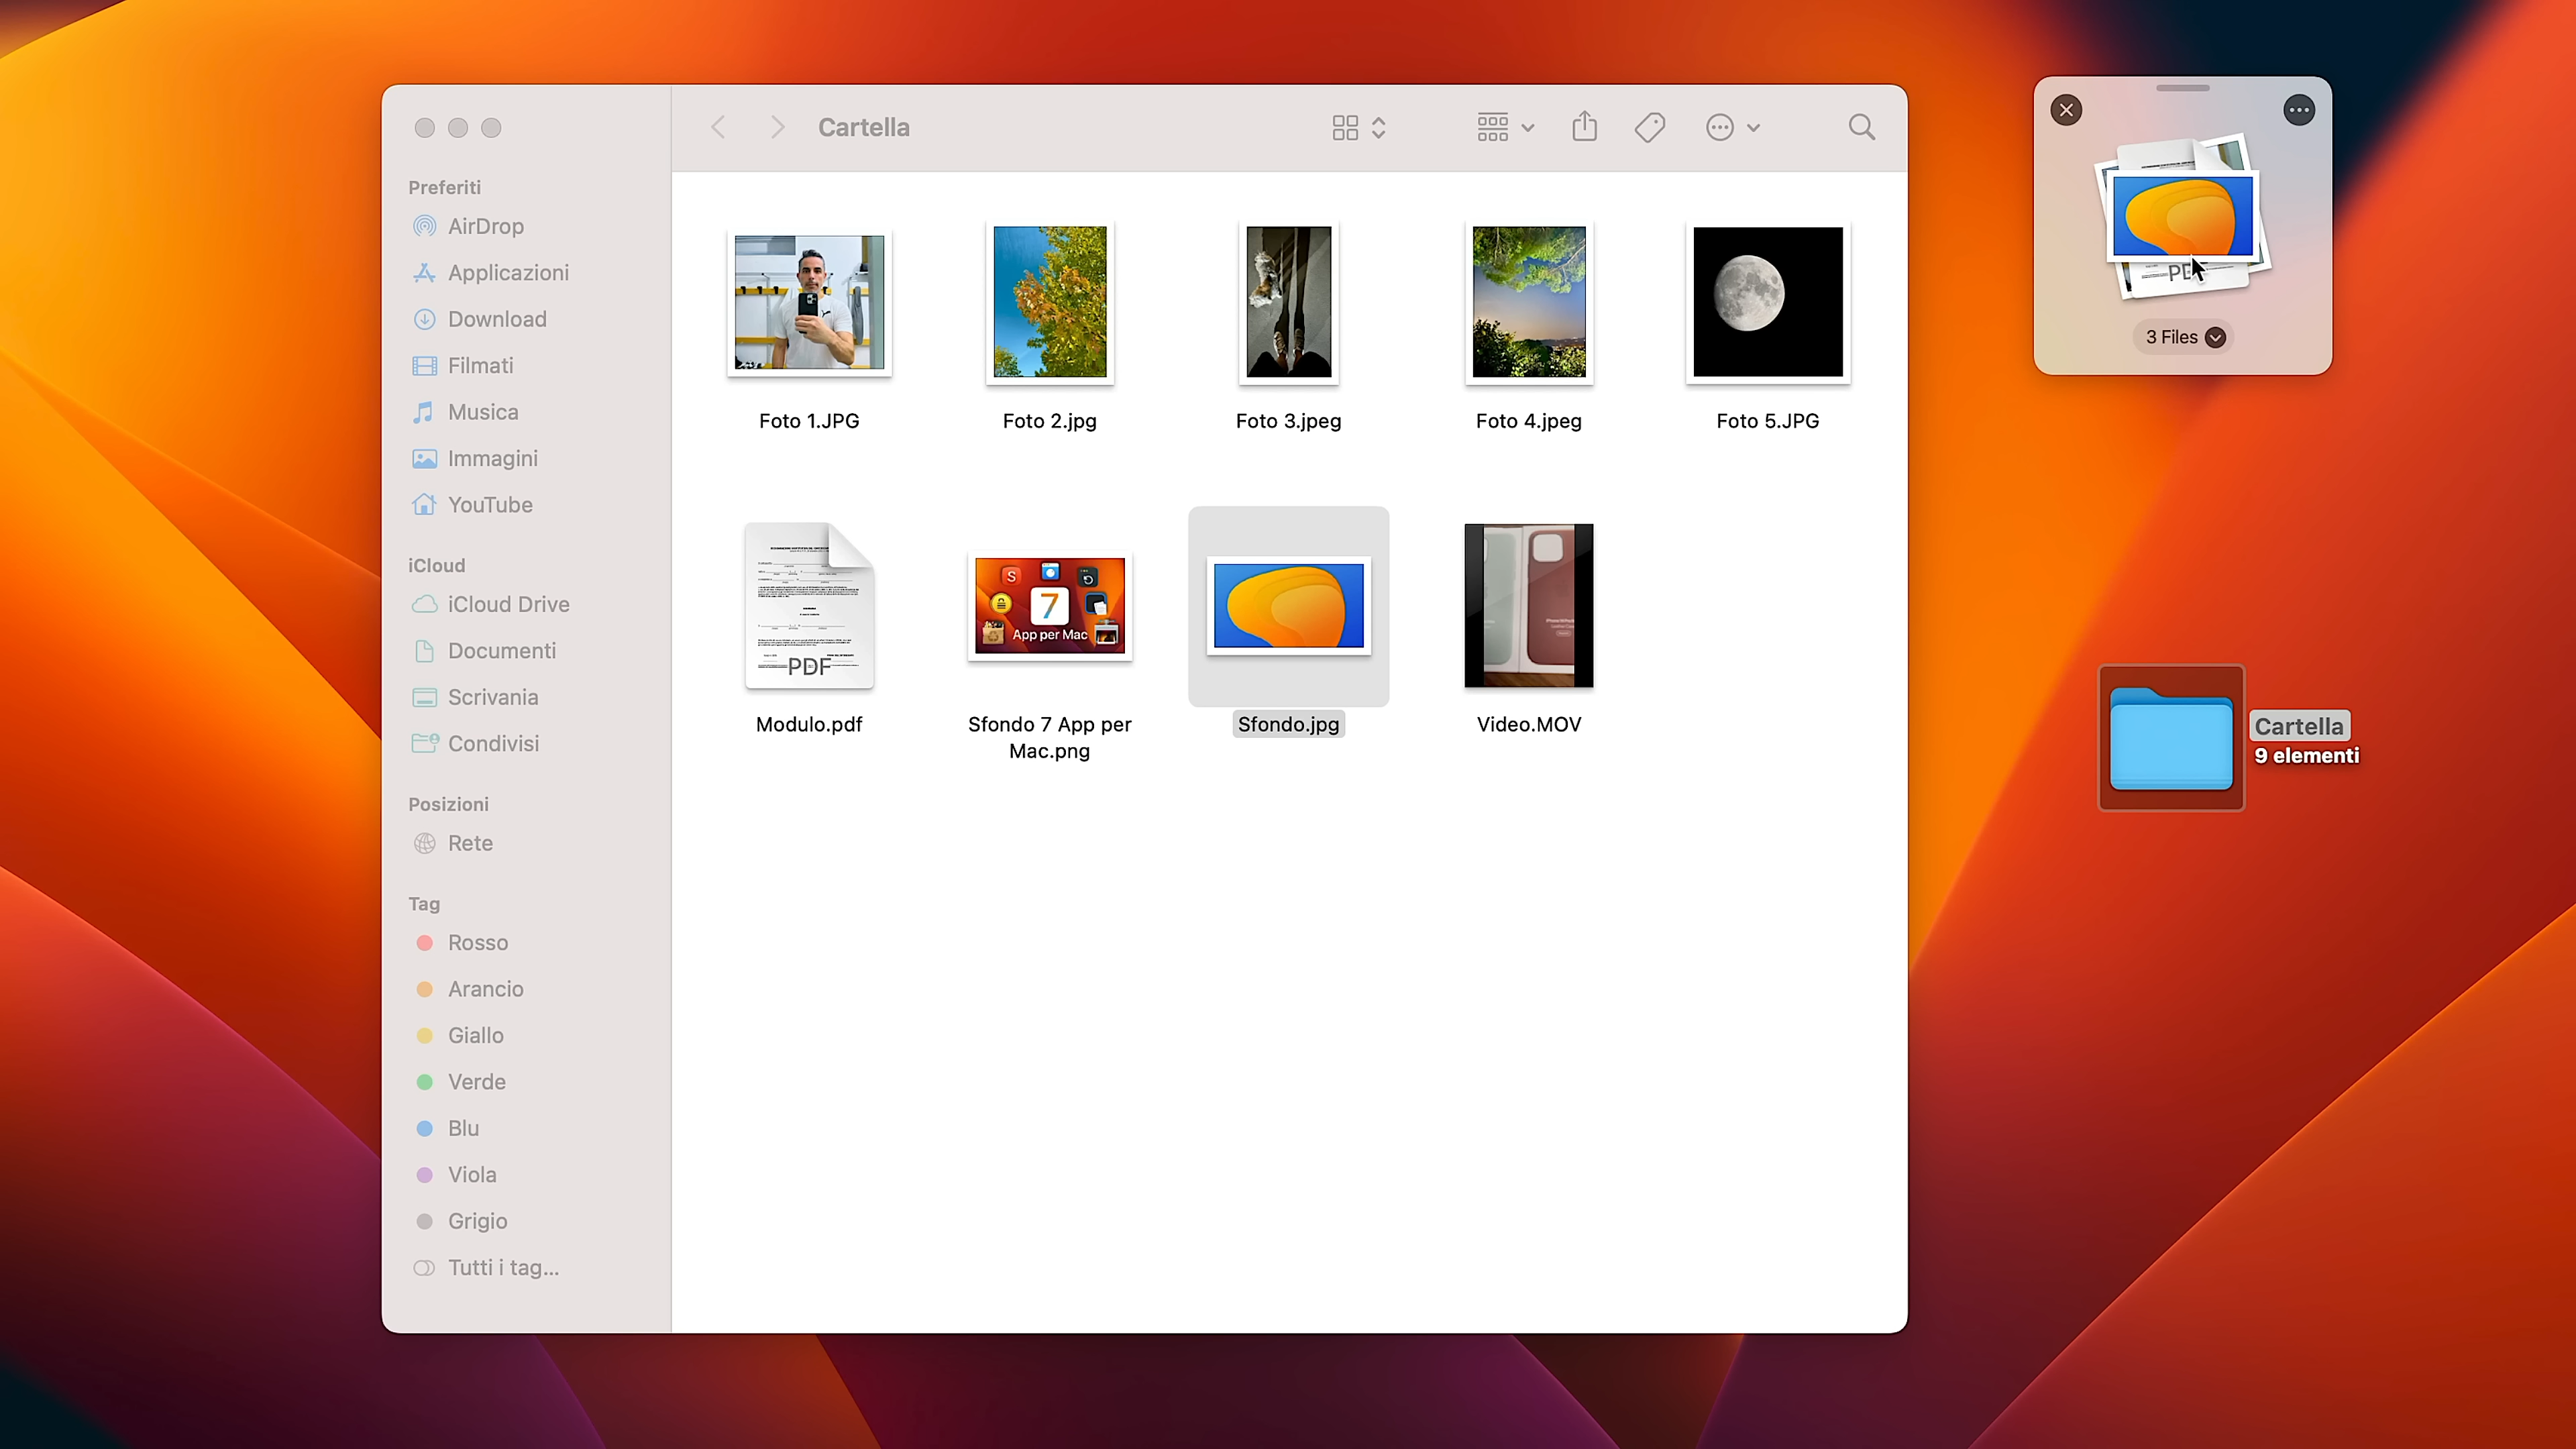 Cartella
Preferiti
AirDrop
Applicazioni
Download
Filmati
Musica
Immagini
YouTube
iCloud
iCloud Drive
Documenti
Scrivania
Condivisi
Posizioni
Rete
Tag
Rosso
Arancio
Giallo
Verde
Blu
Viola
Grigio
Tutti i tag...
Foto 1.JPG
Foto 2.jpg
Foto 3.jpeg
Foto 4.jpeg
Foto 5.JPG
PDF
S
7
App per Mac
Modulo.pdf
Sfondo 7 App per
Mac.png
Sfondo.jpg
Video.MOV
3 Files
Cartella
9 elementi